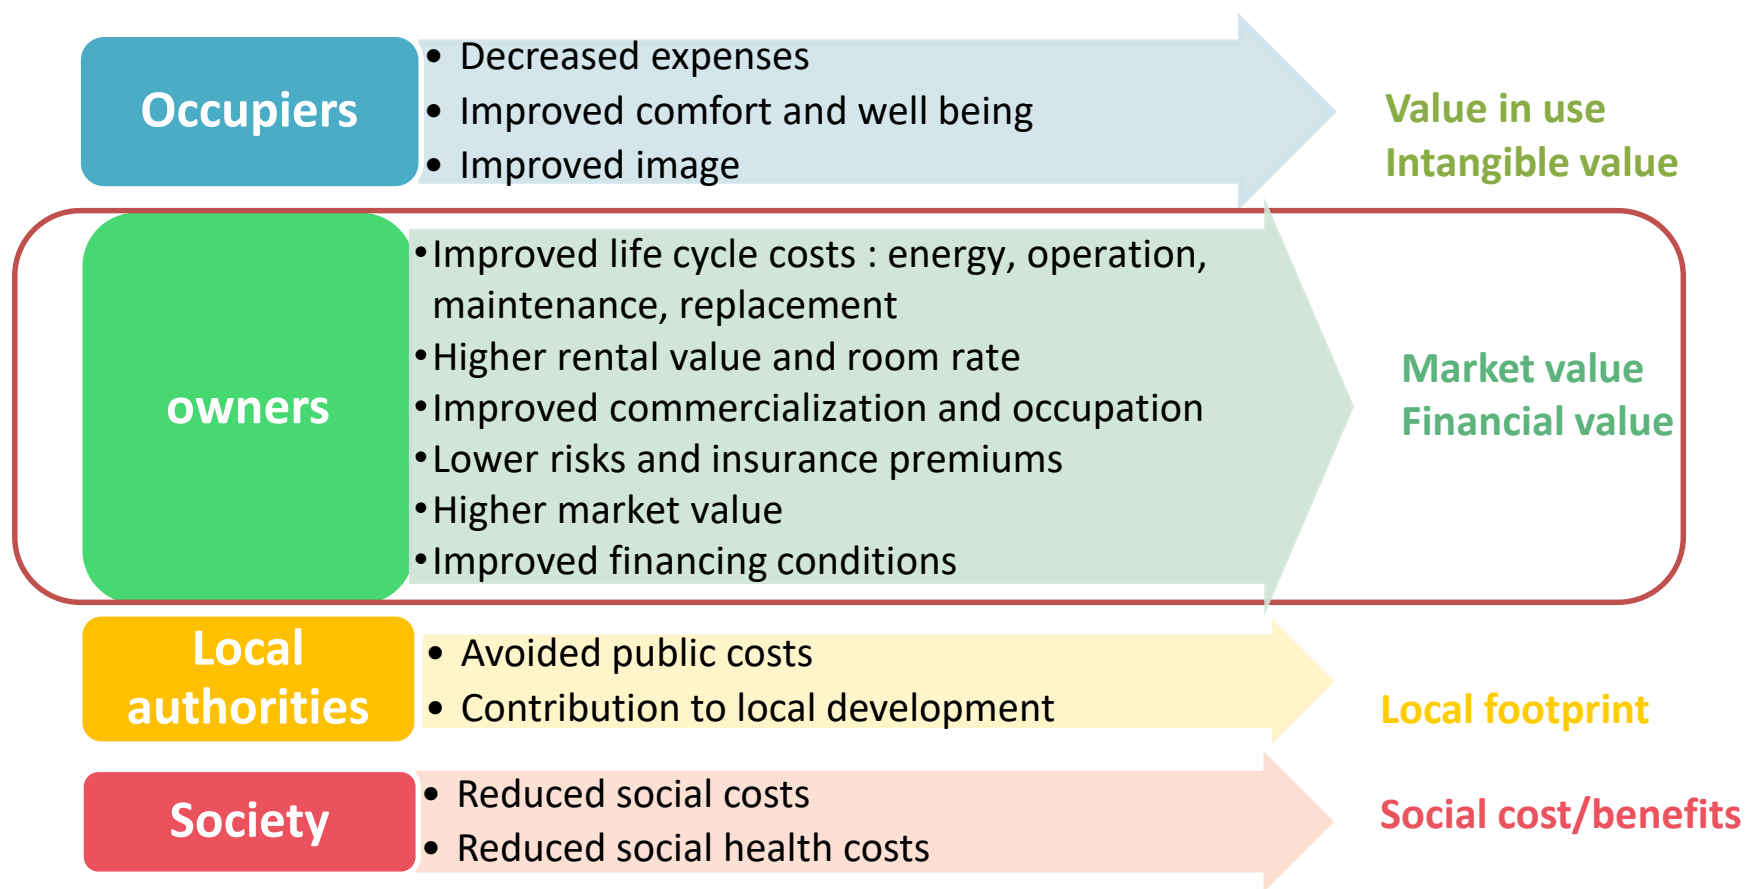 Occupiers
• Decreased expenses
• Improved comfort and well being
• Improved image
Value in use
Intangible value
owners
•Improved life cycle costs : energy, operation,
maintenance, replacement
•Higher rental value and room rate
•Improved commercialization and occupation
•Lower risks and insurance premiums
•Higher market value
•Improved financing conditions
Market value
Financial value
Local
authorities
• Avoided public costs
• Contribution to local development
Local footprint
Society
• Reduced social costs
• Reduced social health costs
Social cost/benefits